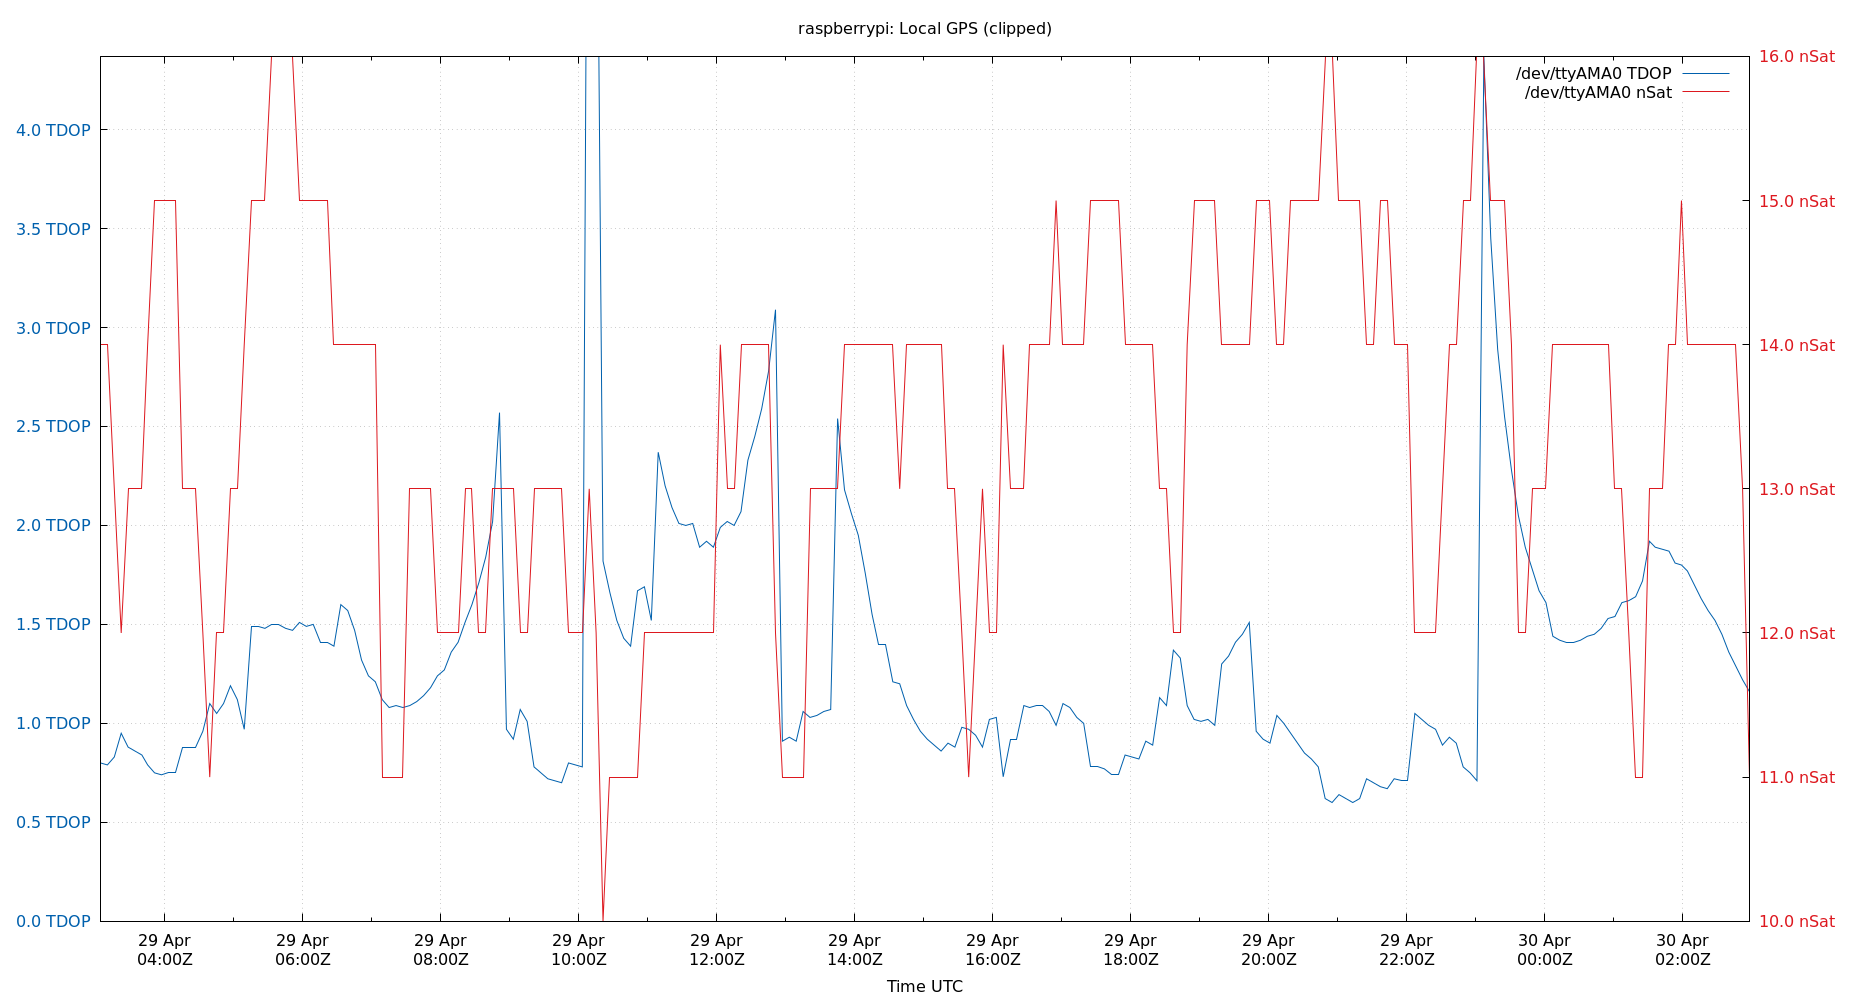 raspberrypi: Local GPS (clipped)
/dev/ttyAMA0 TDOP
/dev/ttyAMA0 nSat
4.0 TDOP
3.5 TDOP
3.0 TDOP
2.5 TDOP
2.0 TDOP
1.5 TDOP
1.0 TDOP
0.5 TDOP
0.0 TDOP
16.0 nSat
15.0 nSat
14.0 nSat
13.0 nSat
12.0 nSat
11.0 nSat
10.0 nSat
29 Apr 29 Apr 29 Apr 29 Apr 29 Apr 29 Apr 29 Apr 29 Apr 29 Apr 29 Apr 30 Apr 30 Apr
04:00Z 06:00Z 08:00Z 10:00Z 12:00Z 14:00Z 16:00Z 18:00Z 20:00Z 22:00Z 00:00Z 02:00Z
Time UTC